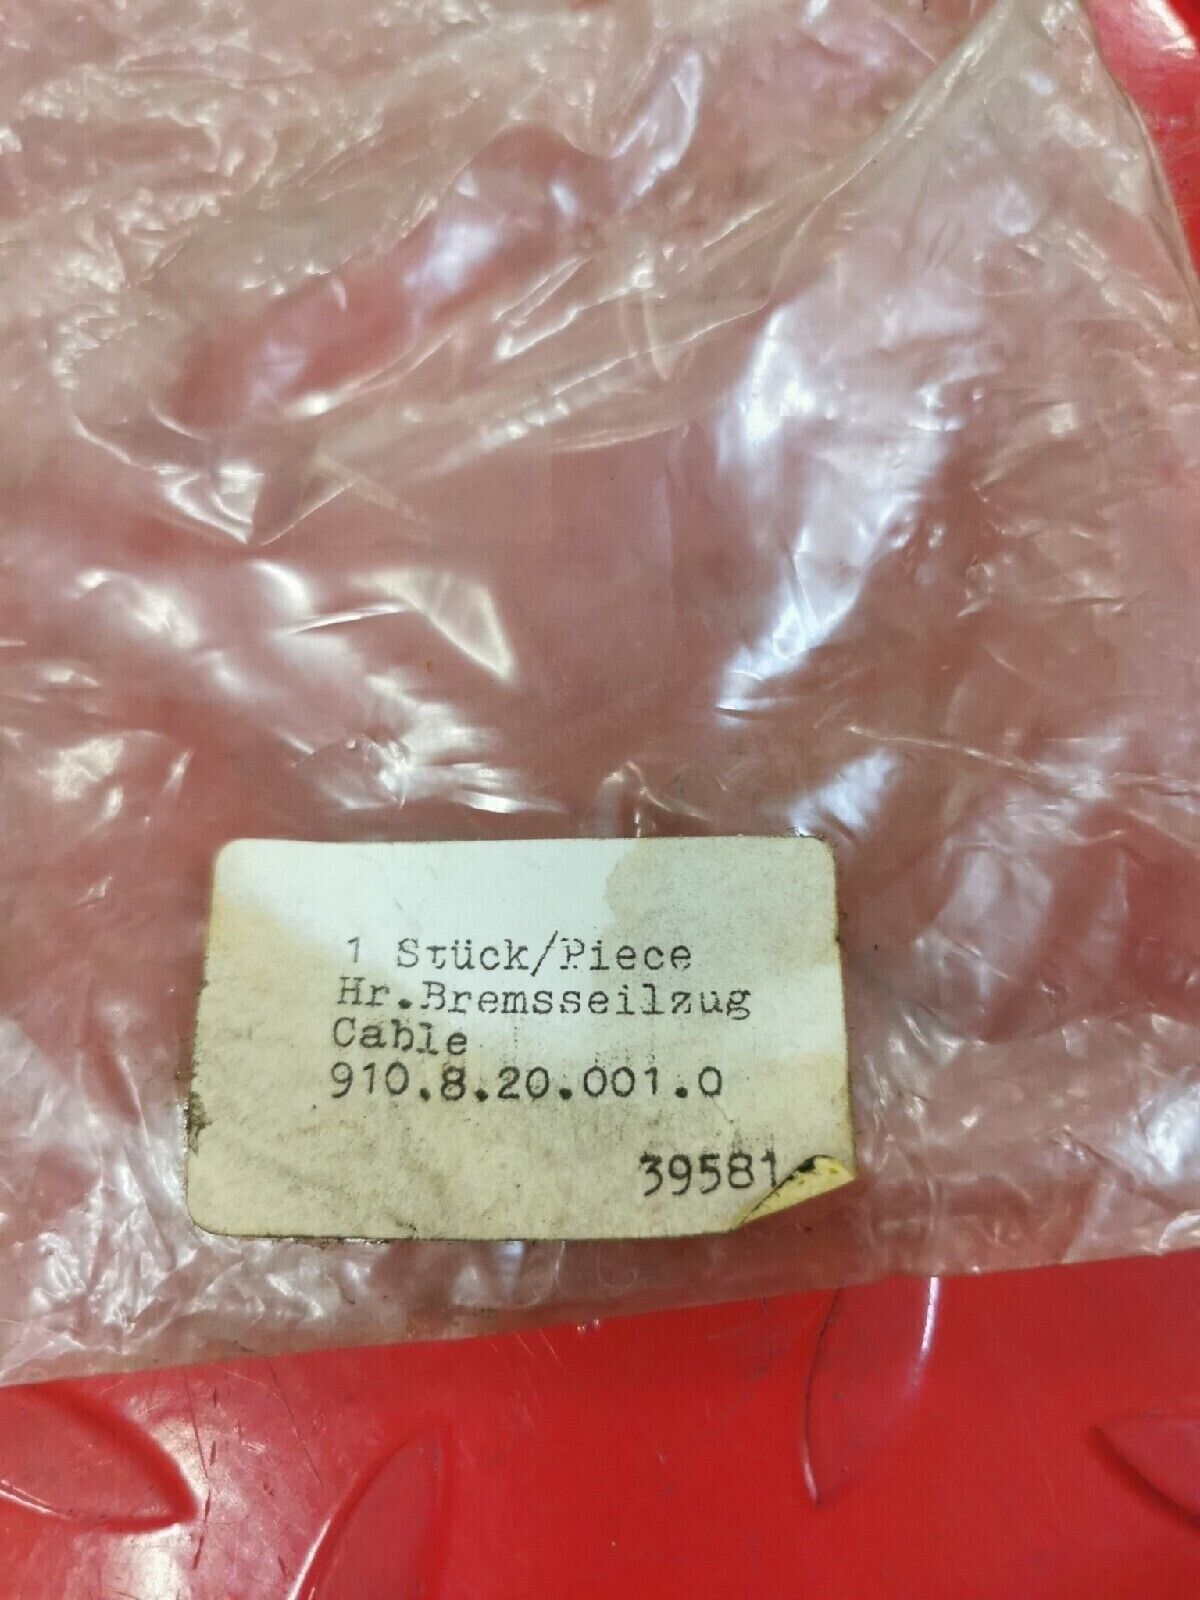 1 Stück/Piece
Hr.Bremsseilzug
Cable
910.8.20.001.0
39581